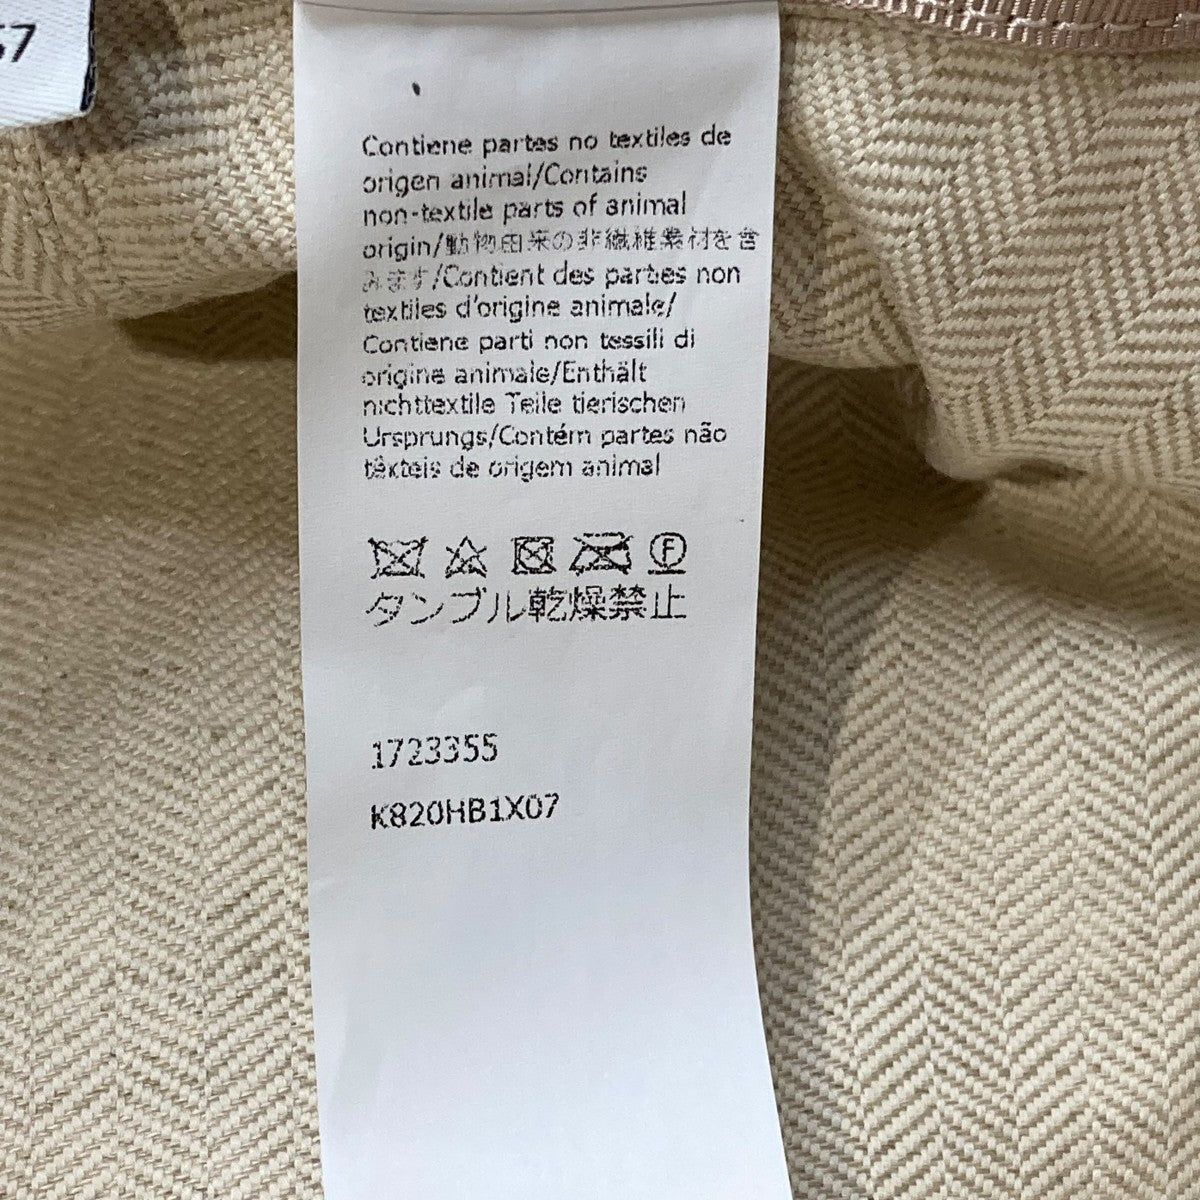 57
Contiene partes no textiles de
origen animal/Contains
non-textile parts of animal
origin/動物由来の非繊維素材を含
みます/Contient des parties non
textiles d'origine animale/
Contiene parti non tessili di
origine animale/Enthält
nichttextile Teile tierischen
Ursprungs/Contém partes não
têxteis de origem animal
F
タンブル乾燥禁止
1723355
K820HB1X07